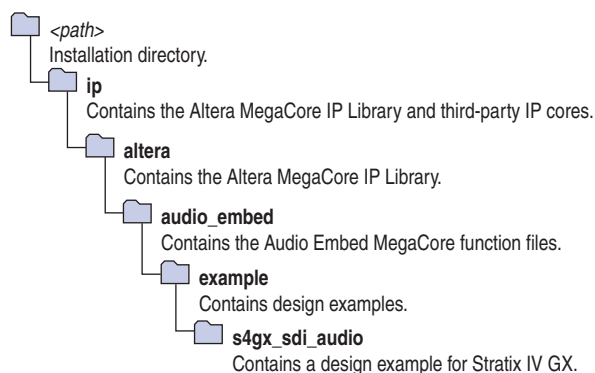 <path>
Installation directory.
ip
Contains the Altera MegaCore IP Library and third-party IP cores.
altera
Contains the Altera MegaCore IP Library.
audio_embed
Contains the Audio Embed MegaCore function files.
example
Contains design examples.
s4gx_sdi_audio
Contains a design example for Stratix IV GX.